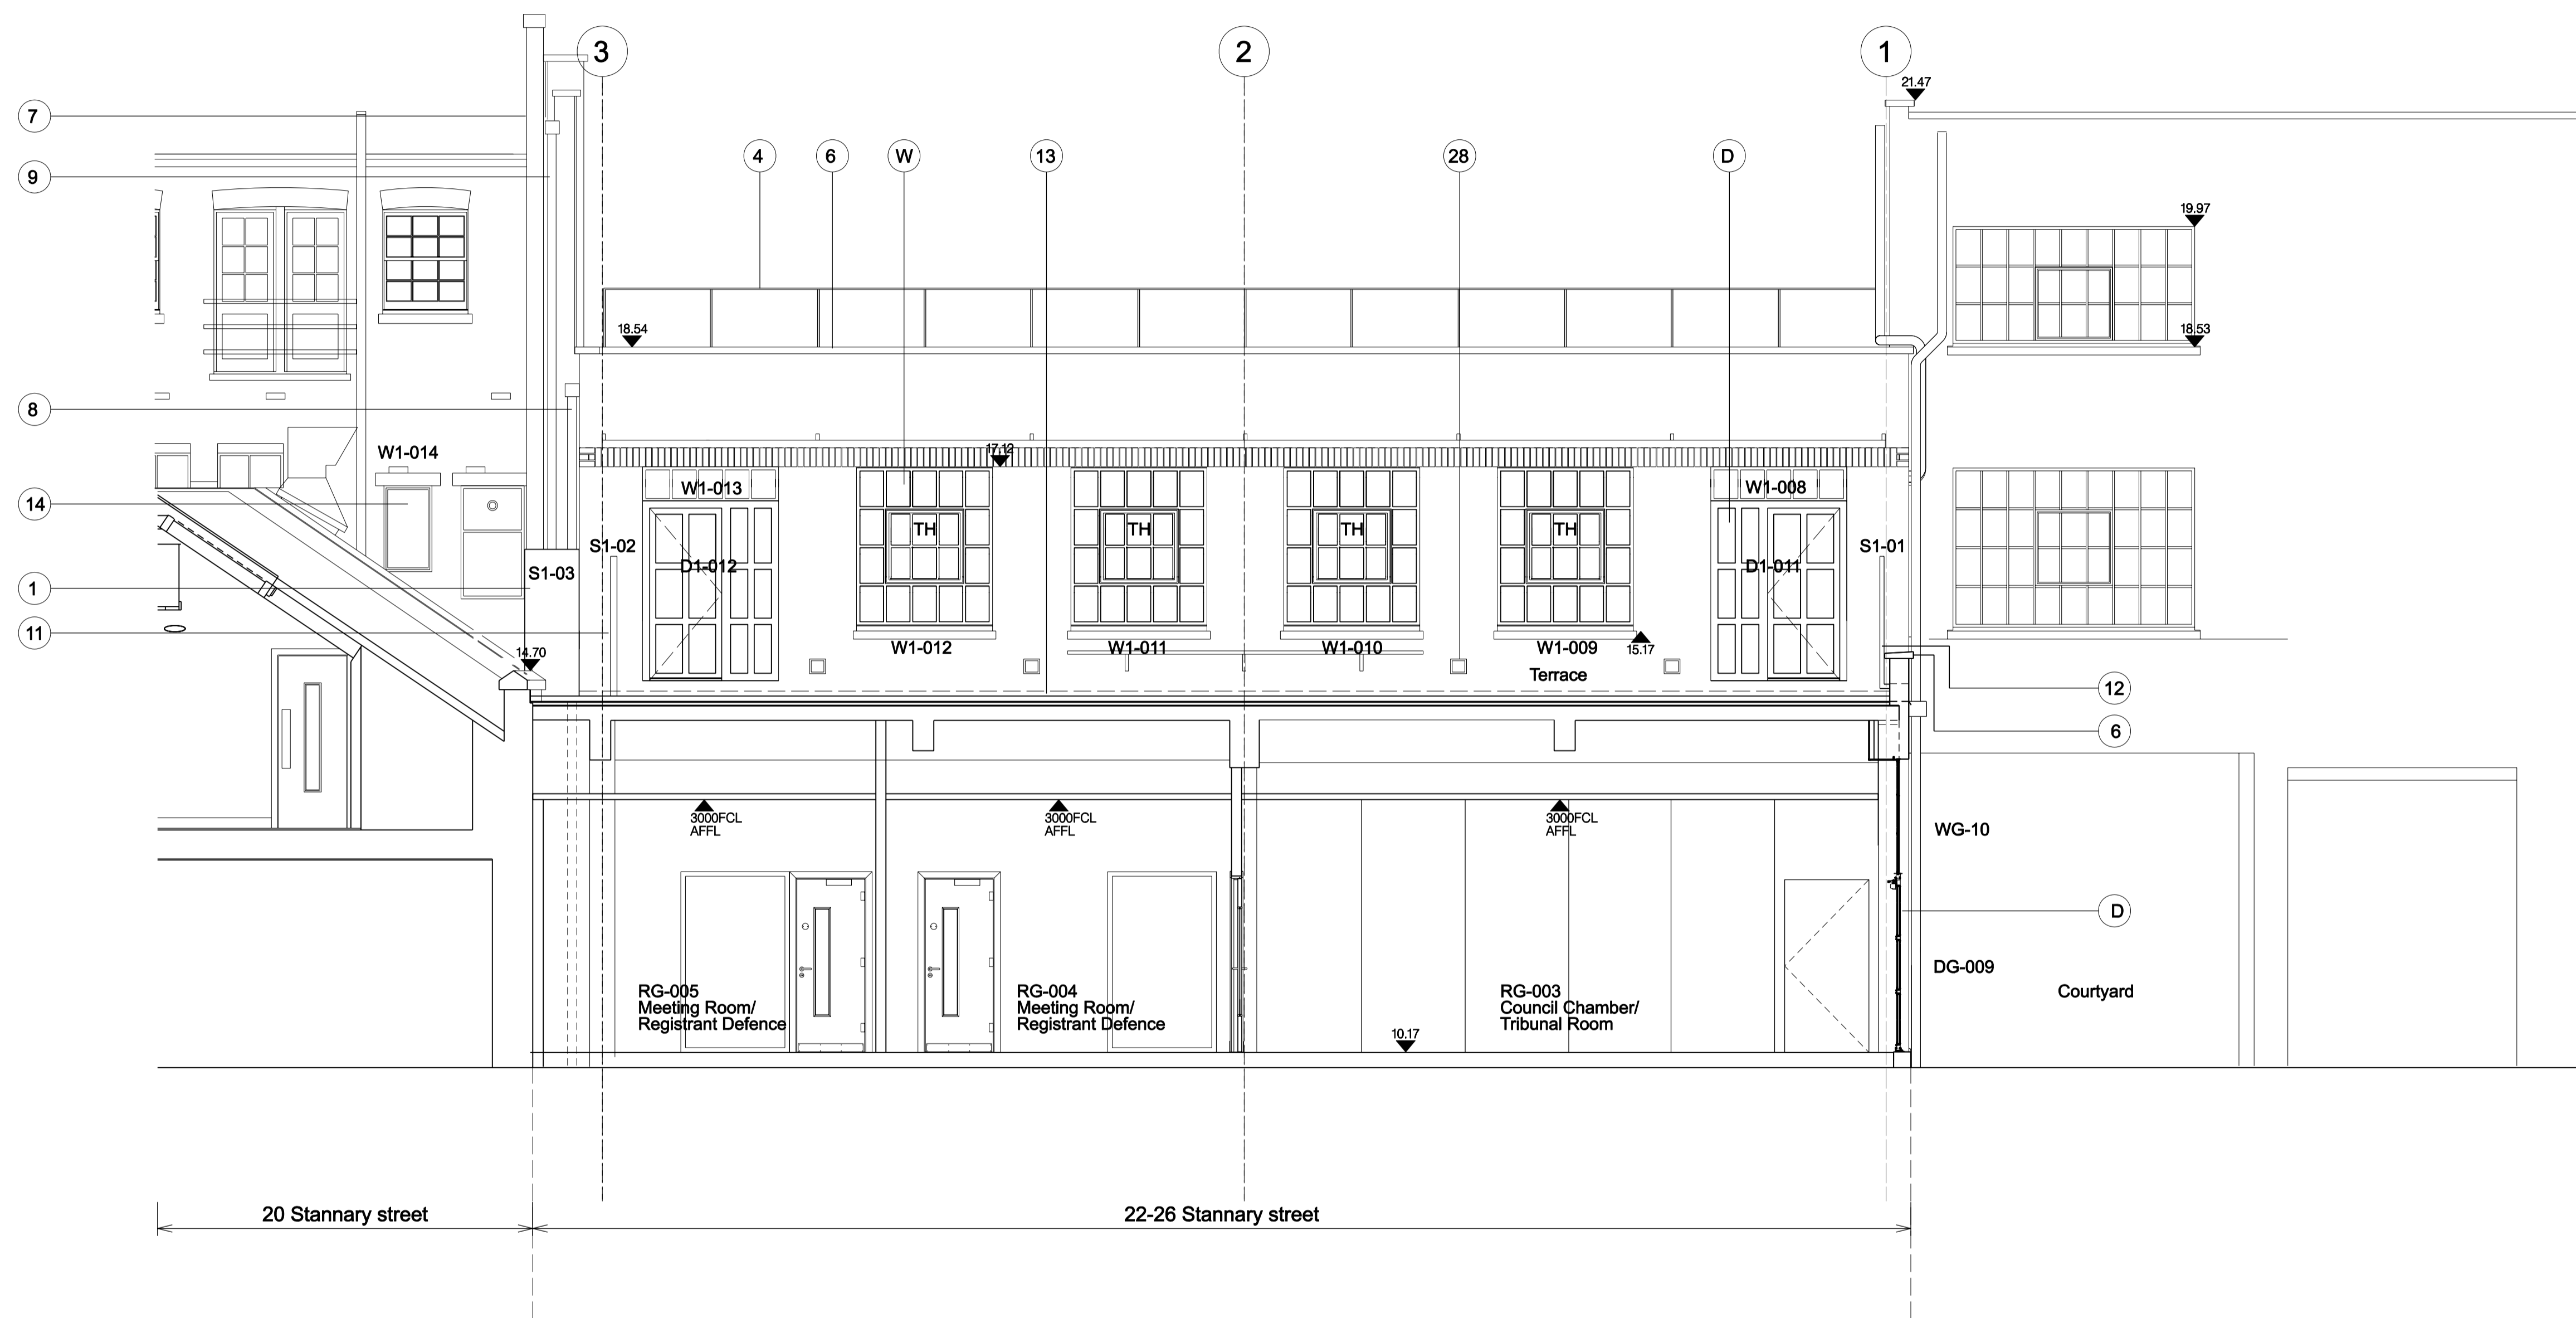 3
2
1
21.47
7
4
6
W
13
28
D
9
19.97
18.54
18.53
8
W1-014
17.12
W1-013
W1-008
14
TH
TH
TH
TH
S1-02
S1-01
S1-03
D1-012
D1-011
1
11
W1-012
W1-011
W1-010
W1-009
15.17
14.70
Terrace
12
6
3000FCL
AFFL
3000FCL
AFFL
3000FCL
AFFL
WG-10
D
DG-009
Courtyard
RG-005
Meeting Room/
Registrant Defence
RG-004
Meeting Room/
Registrant Defence
RG-003
Council Chamber/
Tribunal Room
10.17
20 Stannary street
22-26 Stannary street